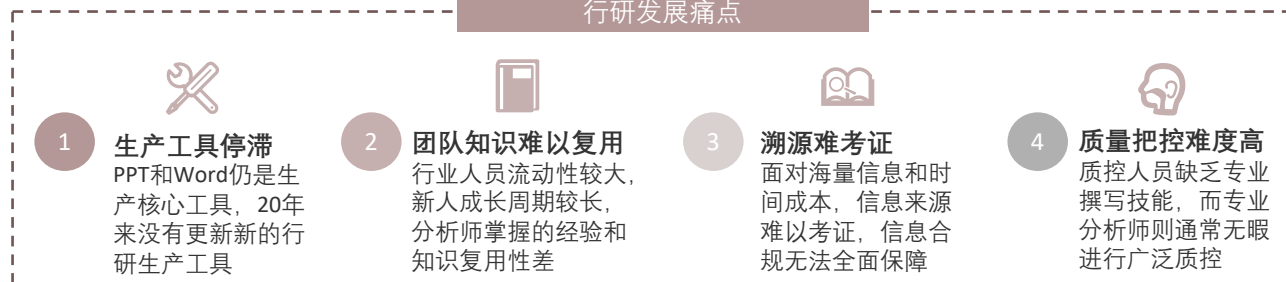 行研发展痛点
1
生产工具停滞
PPT和Word仍是生
产核心工具，20年
来没有更新新的行
研生产工具
2
团队知识难以复用
行业人员流动性较大，
新人成长周期较长，
分析师掌握的经验和
知识复用性差
3
溯源难考证
面对海量信息和时
间成本，信息来源
难以考证，信息合
规无法全面保障
4
质量把控难度高
质控人员缺乏专业
撰写技能，而专业
分析师则通常无暇
进行广泛质控